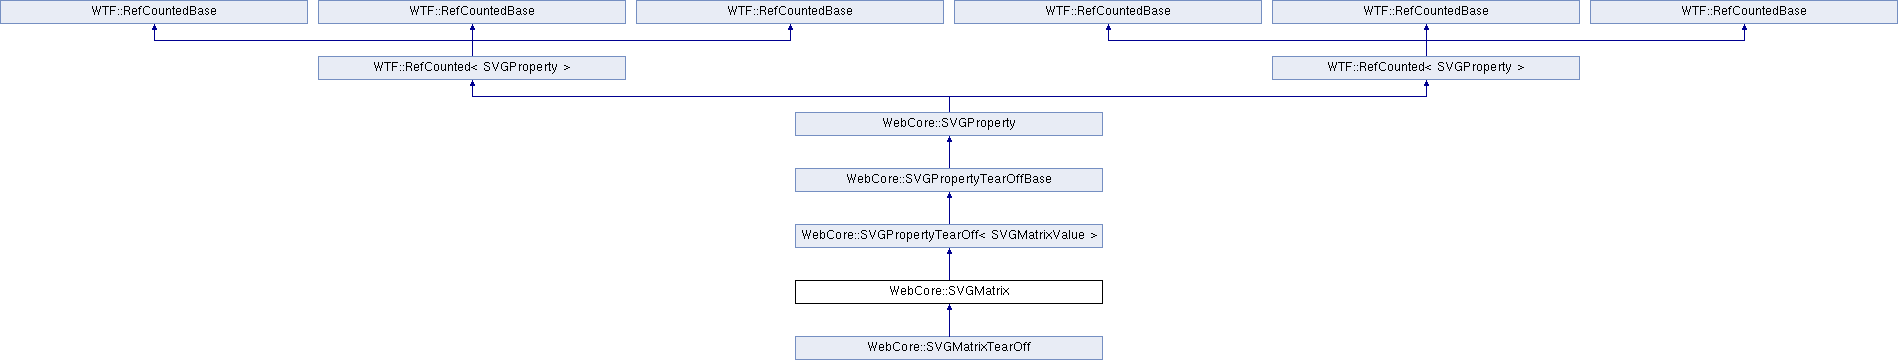 WTF::RefCountedBase
WTF::RefCountedBase
WTF::RefCountedBase
WTF::RefCountedBase
WTF::RefCountedBase
WTF::RefCountedBase
WTF::RefCounted< SVGProperty >
WTF::RefCounted< SVGProperty >
WebCore::SVGProperty
WebCore::SVGPropertyTearOffBase
WebCore::SVGPropertyTearOff< SVGMatrixValue >
WebCore::SVGMatrix
WebCore::SVGMatrixTearOff